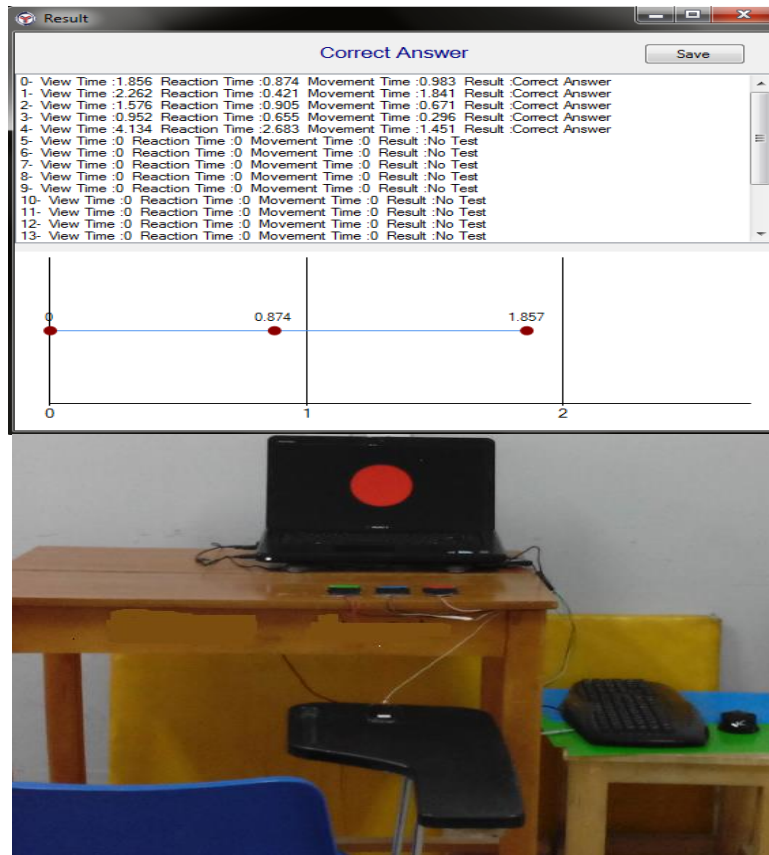 Result
Correct Answer
Save
0- View Time :1.856 Reaction Time :0.874 Movement Time :0.983 Result :Correct Answer
1- View Time :2.262 Reaction Time :0.421 Movement Time :1.841 Result :Correct Answer
2- View Time :1.576 Reaction Time :0.905 Movement Time :0.671 Result :Correct Answer
3- View Time :0.952 Reaction Time :0.655 Movement Time :0.296 Result :Correct Answer
4- View Time :4.134 Reaction Time :2.683 Movement Time :1.451 Result :Correct Answer
5- View Time :0 Reaction Time :0 Movement Time :0 Result :No Test
6- View Time :0 Reaction Time :0 Movement Time :0 Result :No Test
7- View Time :0 Reaction Time :0 Movement Time :0 Result :No Test
8- View Time :0 Reaction Time :0 Movement Time :0 Result :No Test
9- View Time :0 Reaction Time :0 Movement Time :0 Result :No Test
10- View Time :0 Reaction Time :0 Movement Time :0 Result :No Test
11- View Time :0 Reaction Time :0 Movement Time :0 Result :No Test
12- View Time :0 Reaction Time :0 Movement Time :0 Result :No Test
13- View Time :0 Reaction Time :0 Movement Time :0 Result :No Test
0 0.874 1.857
0 1 2